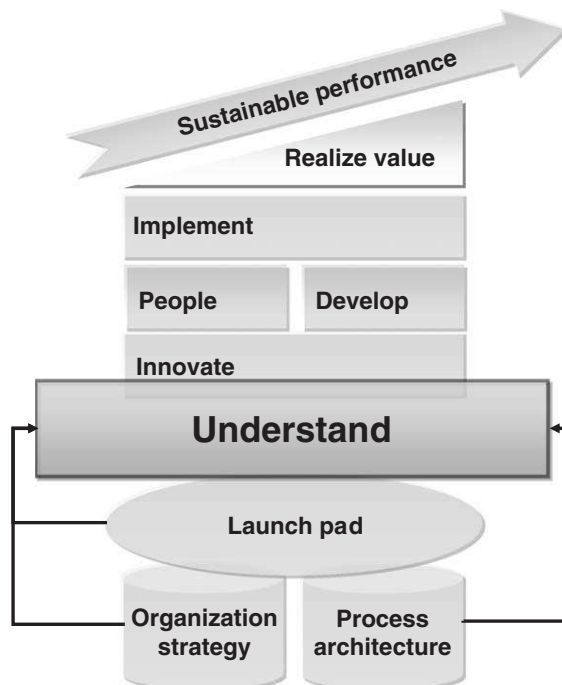 Sustainable performance
Realize value
Implement
People
Develop
Innovate
Understand
Launch pad
Organization
strategy
Process
architecture